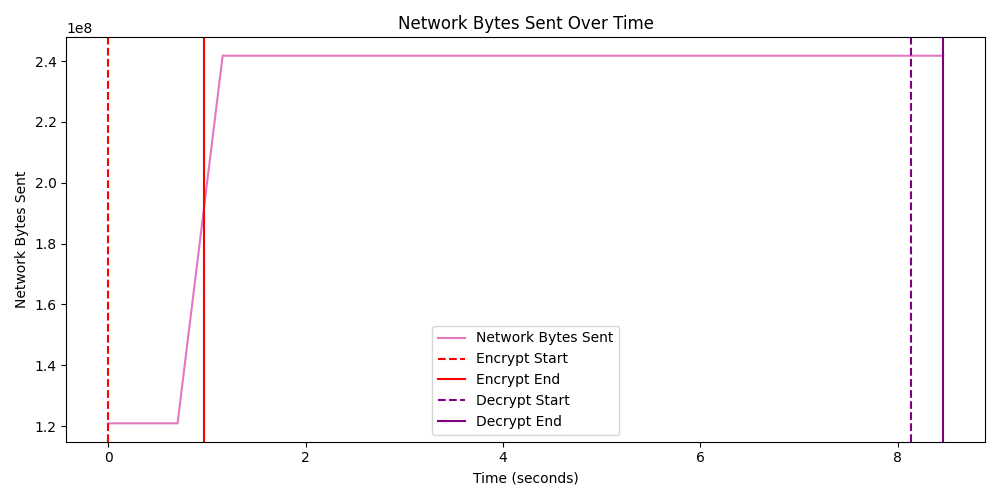 Network Bytes Sent Over Time
1e8
2.4
2.2
2.0
1.8
1.6
1.4
1.2
Network Bytes Sent
Network Bytes Sent
Encrypt Start
Encrypt End
Decrypt Start
Decrypt End
0 2 4 6 8
Time (seconds)